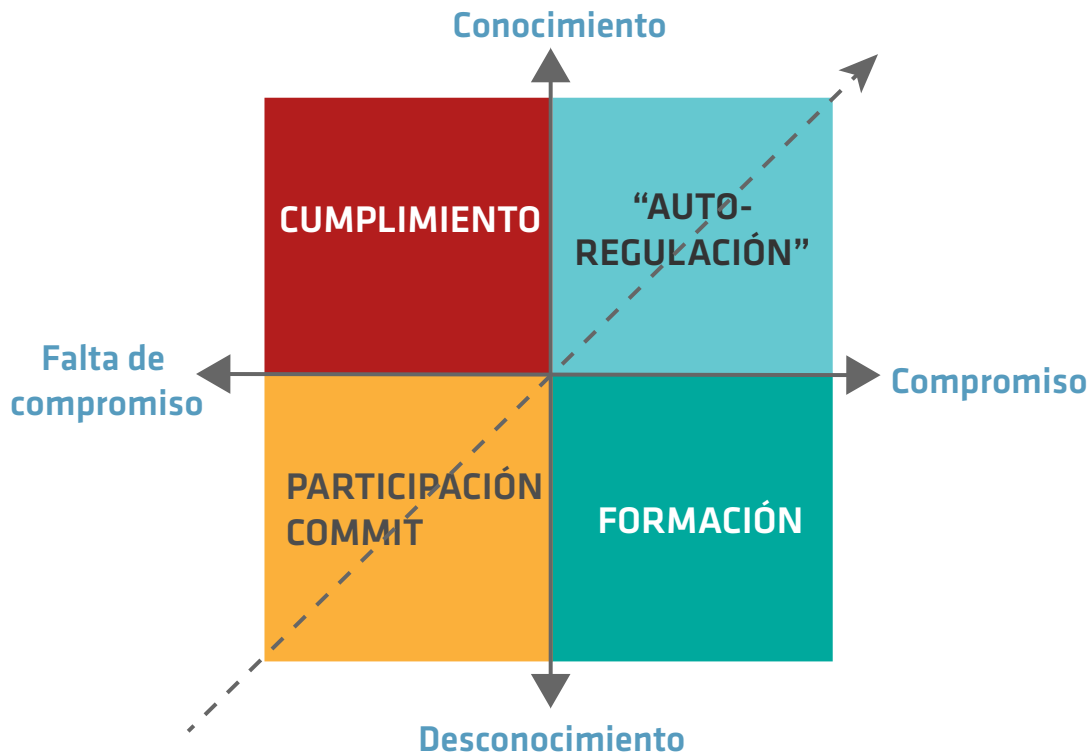 Conocimiento
CUMPLIMIENTO
“AUTO-
REGULACIÓN”
Falta de
compromiso
Compromiso
PARTICIPACIÓN
COMMIT
FORMACIÓN
Desconocimiento